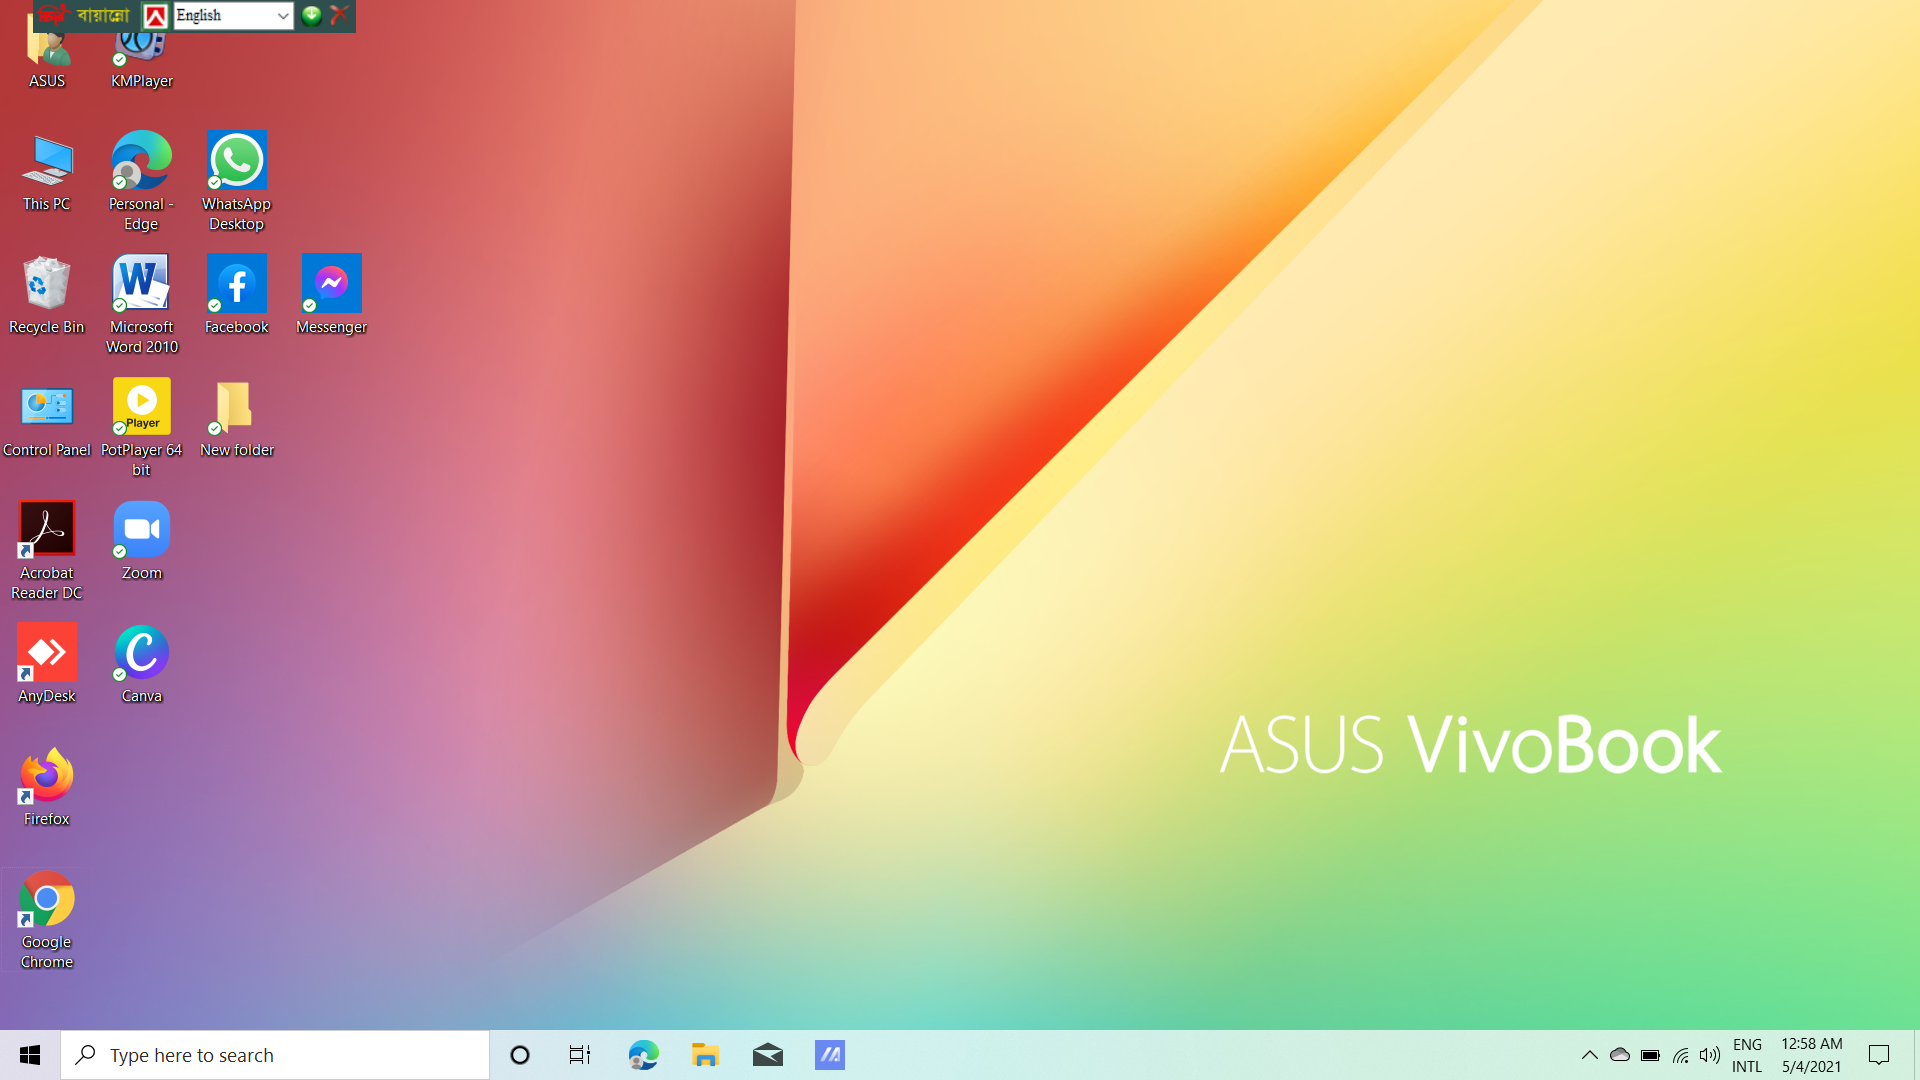 বায়ান্নো
English
ASUS
KMPlayer
This PC
Personal -
Edge
WhatsApp
Desktop
Recycle Bin
Microsoft
Word 2010
Facebook
Messenger
Control Panel
Player
PotPlayer 64
bit
New folder
Acrobat
Reader DC
Zoom
AnyDesk
Canva
ASUS VivoBook
Firefox
Google
Chrome
Type here to search
ENG
INTL
12:58 AM
5/4/2021